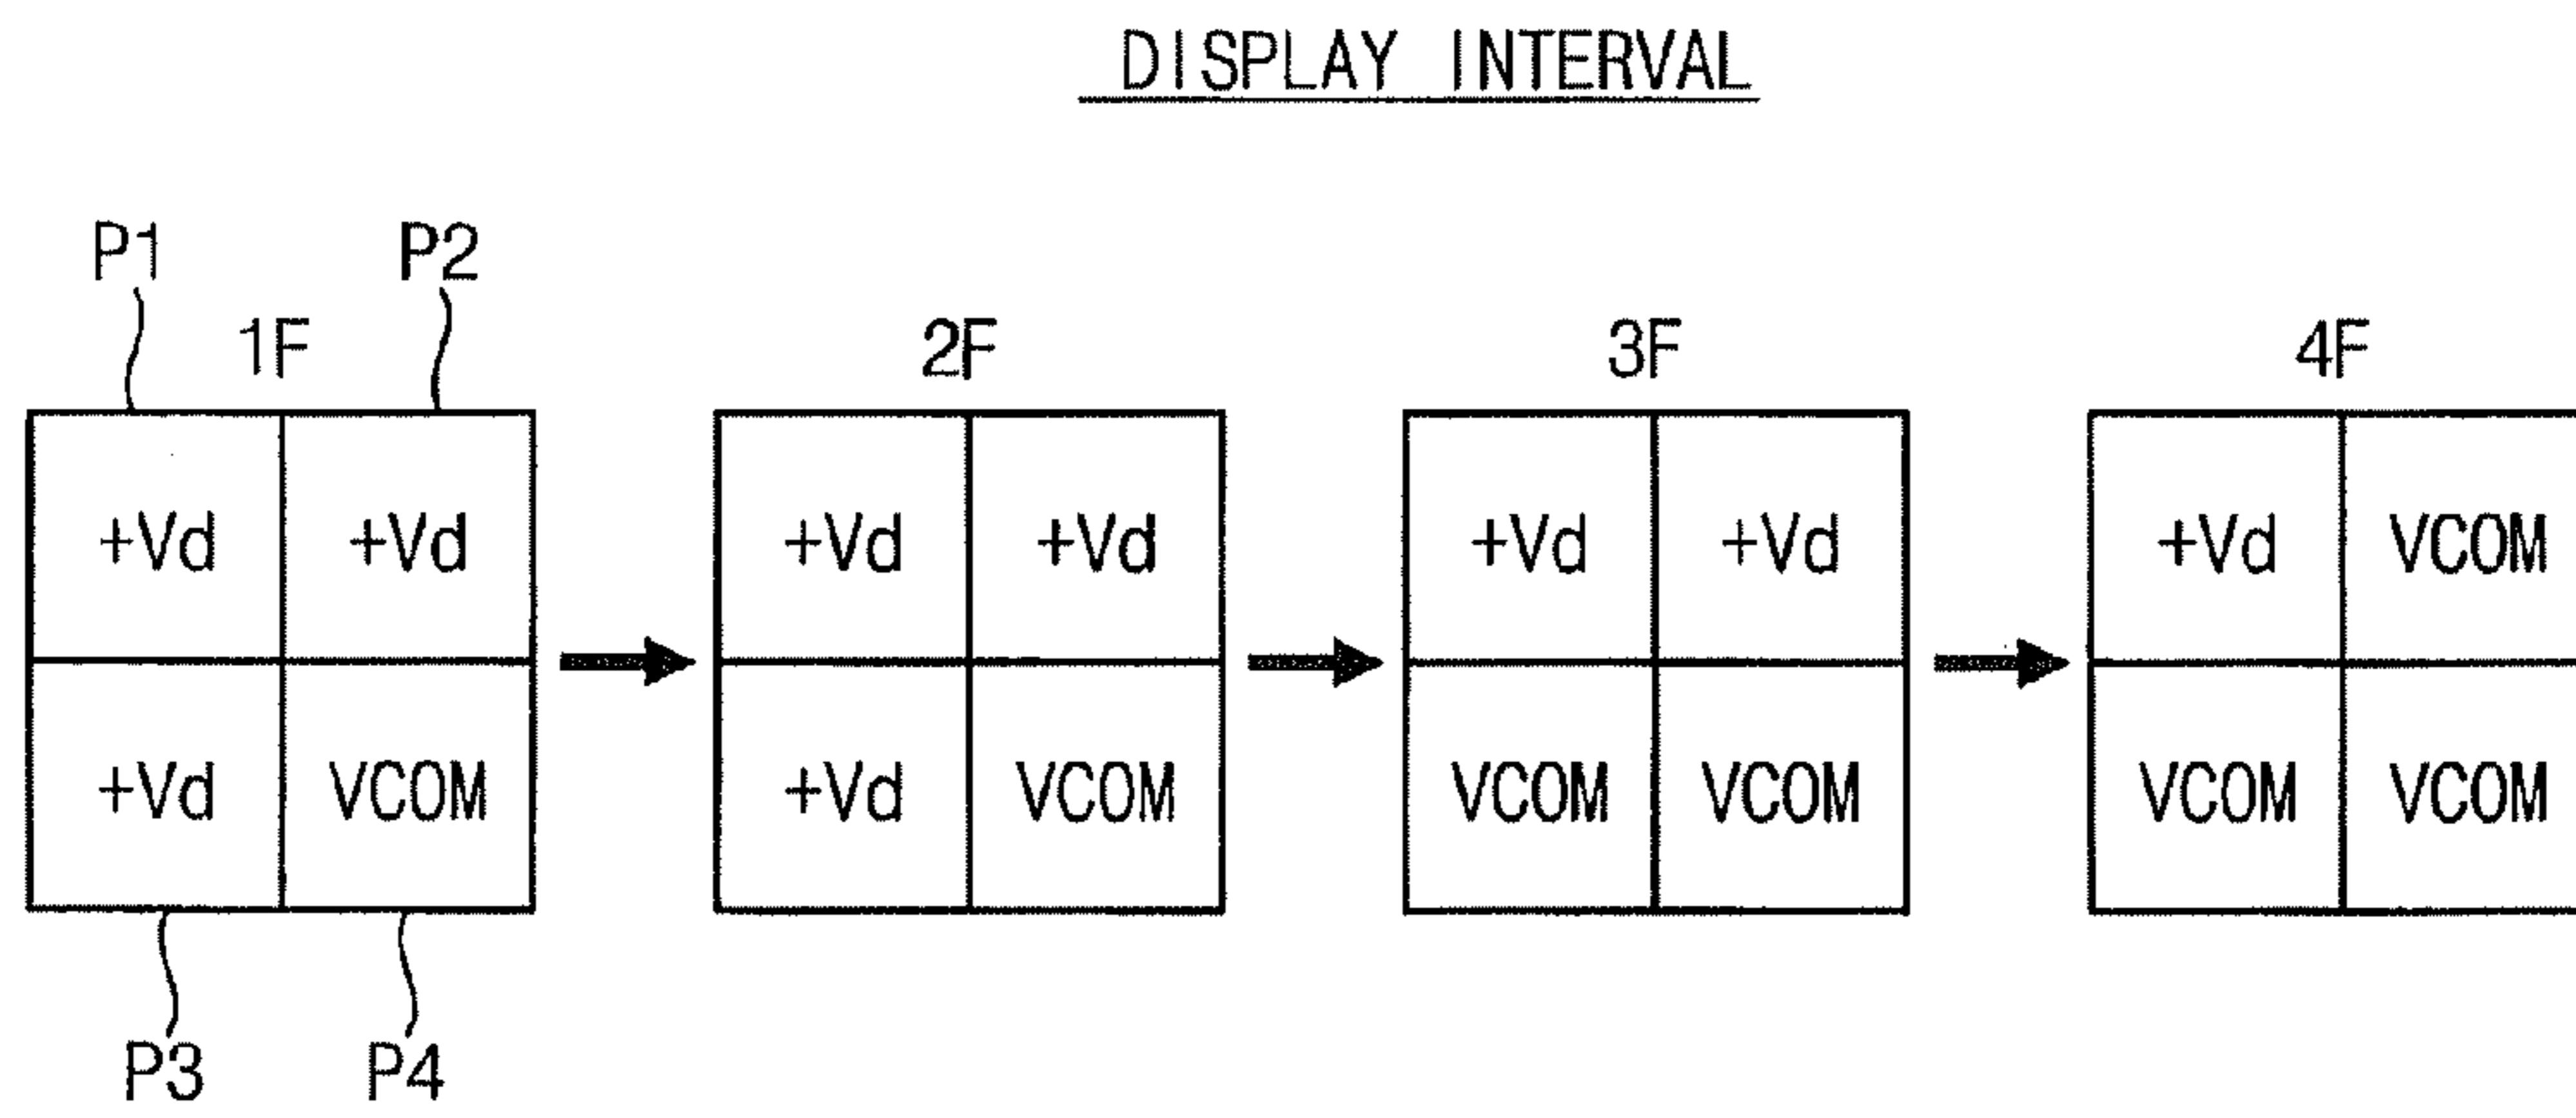 DISPLAY INTERVAL
P1 P2
1F 2F 3F 4F
+Vd +Vd +Vd +Vd +Vd +Vd +Vd VCOM
+Vd VCOM +Vd VCOM VCOM VCOM VCOM VCOM
P3 P4